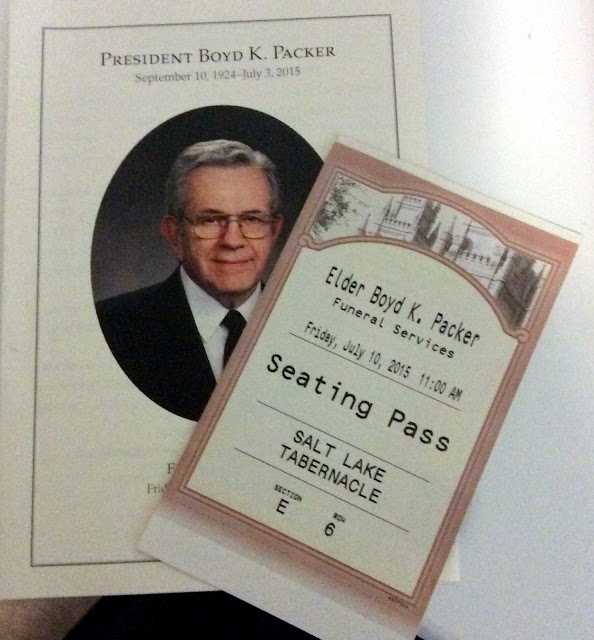 PRESIDENT BOYD K. PACKER
September 10, 1924–July 3, 2015
Elder Boyd K. Packer
Funeral Services
Friday, July 10, 2015 11:00 AM
Seating Pass
SALT LAKE
TABERNACLE
SECTION ROW
E 6